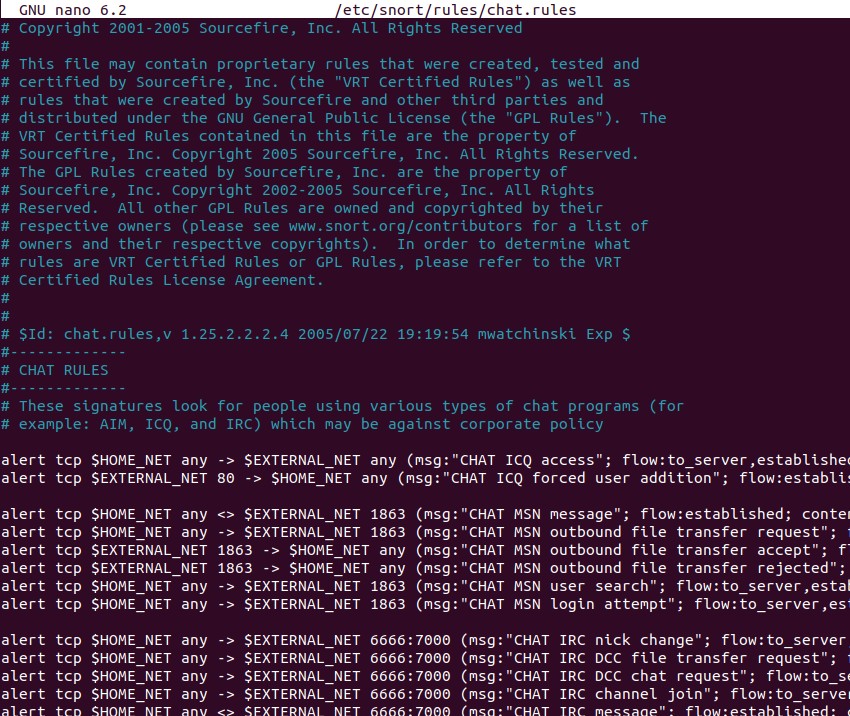 GNU nano 6.2 /etc/snort/rules/chat.rules
# Copyright 2001-2005 Sourcefire, Inc. All Rights Reserved
#
# This file may contain proprietary rules that were created, tested and
# certified by Sourcefire, Inc. (the "VRT Certified Rules") as well as
# rules that were created by Sourcefire and other third parties and
# distributed under the GNU General Public License (the "GPL Rules").  The
# VRT Certified Rules contained in this file are the property of
# Sourcefire, Inc. Copyright 2005 Sourcefire, Inc. All Rights Reserved.
# The GPL Rules created by Sourcefire, Inc. are the property of
# Sourcefire, Inc. Copyright 2002-2005 Sourcefire, Inc. All Rights
# Reserved.  All other GPL Rules are owned and copyrighted by their
# respective owners (please see www.snort.org/contributors for a list of
# owners and their respective copyrights).  In order to determine what
# rules are VRT Certified Rules or GPL Rules, please refer to the VRT
# Certified Rules License Agreement.
#
#
# $Id: chat.rules,v 1.25.2.2.2.4 2005/07/22 19:19:54 mwatchinski Exp $
#-------------
# CHAT RULES
#-------------
# These signatures look for people using various types of chat programs (for
# example: AIM, ICQ, and IRC) which may be against corporate policy
alert tcp $HOME_NET any -> $EXTERNAL_NET any (msg:"CHAT ICQ access"; flow:to_server,established
alert tcp $EXTERNAL_NET 80 -> $HOME_NET any (msg:"CHAT ICQ forced user addition"; flow:establis
alert tcp $HOME_NET any <> $EXTERNAL_NET 1863 (msg:"CHAT MSN message"; flow:established; conten
alert tcp $HOME_NET any -> $EXTERNAL_NET 1863 (msg:"CHAT MSN outbound file transfer request"; f
alert tcp $EXTERNAL_NET 1863 -> $HOME_NET any (msg:"CHAT MSN outbound file transfer accept"; fl
alert tcp $EXTERNAL_NET 1863 -> $HOME_NET any (msg:"CHAT MSN outbound file transfer rejected";
alert tcp $HOME_NET any -> $EXTERNAL_NET 1863 (msg:"CHAT MSN user search"; flow:to_server,estab
alert tcp $HOME_NET any -> $EXTERNAL_NET 1863 (msg:"CHAT MSN login attempt"; flow:to_server,est
alert tcp $HOME_NET any -> $EXTERNAL_NET 6666:7000 (msg:"CHAT IRC nick change"; flow:to_server,
alert tcp $HOME_NET any -> $EXTERNAL_NET 6666:7000 (msg:"CHAT IRC DCC file transfer request"; f
alert tcp $HOME_NET any -> $EXTERNAL_NET 6666:7000 (msg:"CHAT IRC DCC chat request"; flow:to_se
alert tcp $HOME_NET any -> $EXTERNAL_NET 6666:7000 (msg:"CHAT IRC channel join"; flow:to_server
alert tcp $HOME_NET any <> $EXTERNAL_NET 6666:7000 (msg:"CHAT IRC message"; flow:established; c